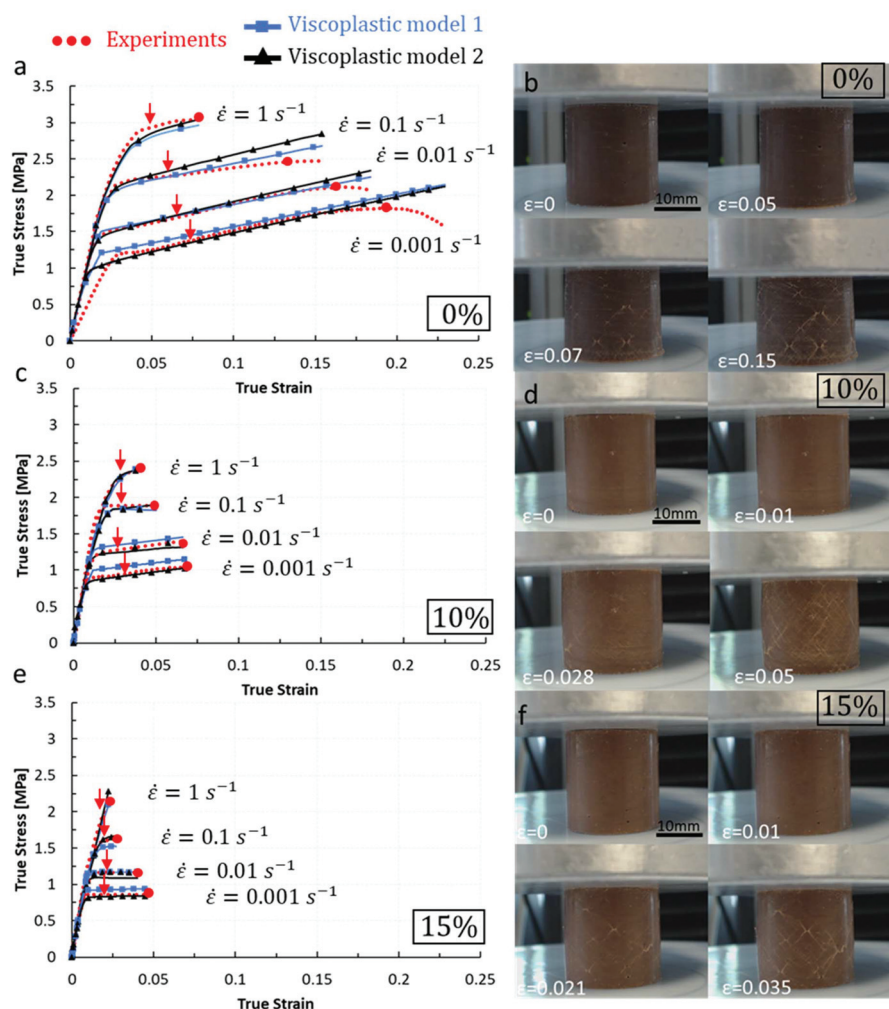 Experiments
Viscoplastic model 1
Viscoplastic model 2
a
True Stress [MPa]
3.5
3
2.5
2
1.5
1
0.5
0
0
0.05
0.1
0.15
0.2
0.25
True Strain
ε̇ = 1 s⁻¹
ε̇ = 0.1 s⁻¹
ε̇ = 0.01 s⁻¹
ε̇ = 0.001 s⁻¹
0%
b
0%
ε=0
10mm
ε=0.05
ε=0.07
ε=0.15
c
True Stress [MPa]
3.5
3
2.5
2
1.5
1
0.5
0
0
0.05
0.1
0.15
0.2
0.25
True Strain
ε̇ = 1 s⁻¹
ε̇ = 0.1 s⁻¹
ε̇ = 0.01 s⁻¹
ε̇ = 0.001 s⁻¹
10%
d
10%
ε=0
10mm
ε=0.01
ε=0.028
ε=0.05
e
True Stress [MPa]
3.5
3
2.5
2
1.5
1
0.5
0
0
0.05
0.1
0.15
0.2
0.25
True Strain
ε̇ = 1 s⁻¹
ε̇ = 0.1 s⁻¹
ε̇ = 0.01 s⁻¹
ε̇ = 0.001 s⁻¹
15%
f
15%
ε=0
10mm
ε=0.01
ε=0.021
ε=0.035